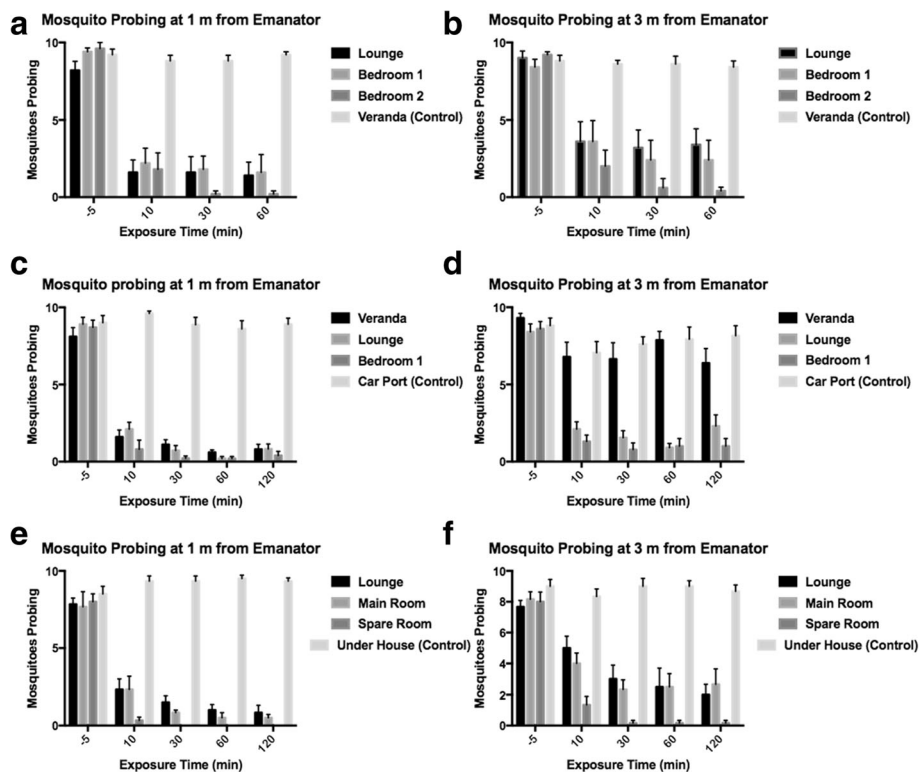 a
Mosquito Probing at 1 m from Emanator
10
5
0
Mosquitoes Probing
-5
10
30
60
Exposure Time (min)
Lounge
Bedroom 1
Bedroom 2
Veranda (Control)
b
Mosquito Probing at 3 m from Emanator
10
5
0
Mosquitoes Probing
-5
10
30
60
Exposure Time (min)
Lounge
Bedroom 1
Bedroom 2
Veranda (Control)
c
Mosquito probing at 1 m from Emanator
10
5
0
Mosquitoes Probing
-5
10
30
60
120
Exposure Time (min)
Veranda
Lounge
Bedroom 1
Car Port (Control)
d
Mosquito Probing at 3 m from Emanator
10
5
0
Mosquitoes Probing
-5
10
30
60
120
Exposure Time (min)
Veranda
Lounge
Bedroom 1
Car Port (Control)
e
Mosquito Probing at 1 m from Emanator
10
5
0
Mosquitoes Probing
-5
10
30
60
120
Exposure Time (min)
Lounge
Main Room
Spare Room
Under House (Control)
f
Mosquito Probing at 3 m from Emanator
10
8
6
4
2
0
Mosquitoes Probing
-5
10
30
60
120
Exposure Time (min)
Lounge
Main Room
Spare Room
Under House (Control)